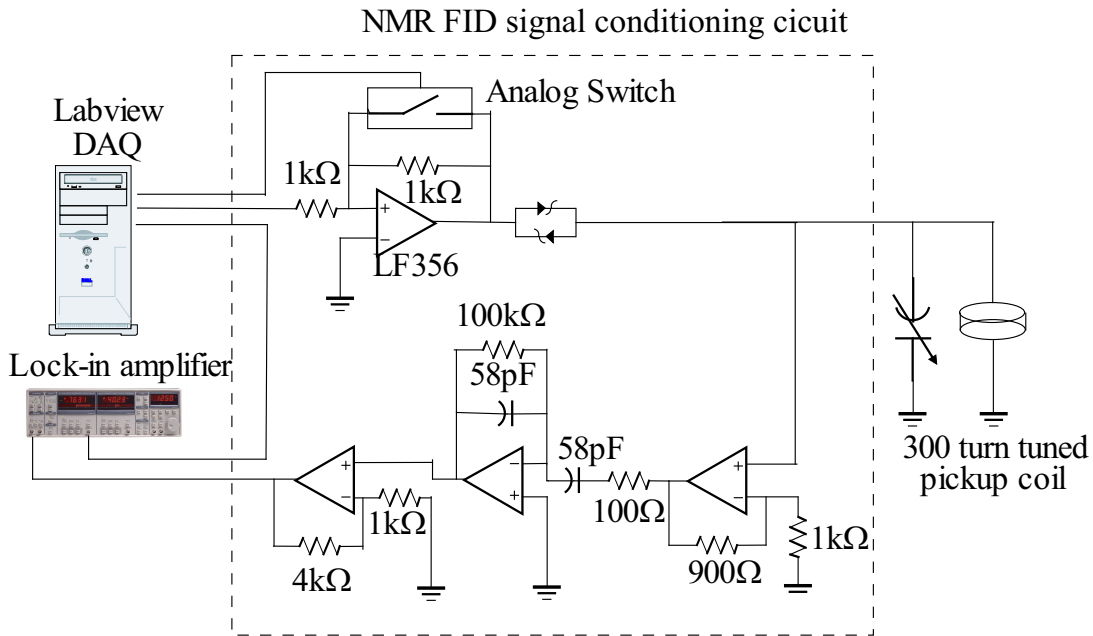 NMR FID signal conditioning cicuit
Labview
DAQ
Analog Switch
1kΩ
1kΩ
+
−
LF356
100kΩ
58pF
Lock-in amplifier
58pF
100Ω
+
−
1kΩ
4kΩ
−
+
+
−
900Ω
1kΩ
300 turn tuned
pickup coil